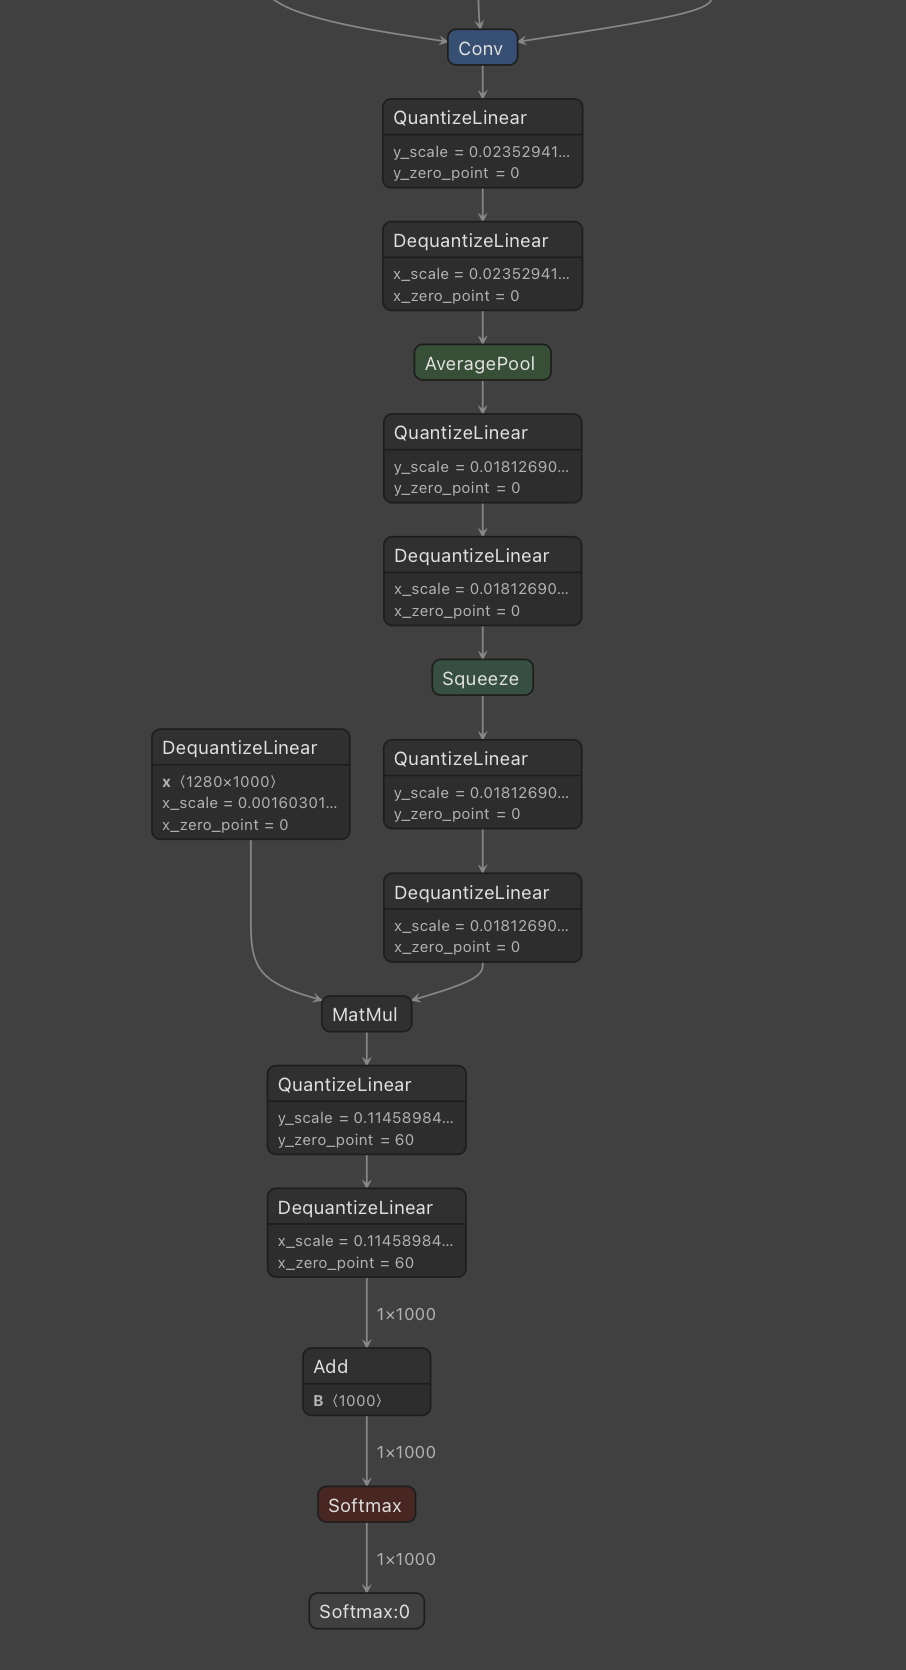 Conv
QuantizeLinear
y_scale = 0.02352941...
y_zero_point = 0
DequantizeLinear
x_scale = 0.02352941...
x_zero_point = 0
AveragePool
QuantizeLinear
y_scale = 0.01812690...
y_zero_point = 0
DequantizeLinear
x_scale = 0.01812690...
x_zero_point = 0
Squeeze
DequantizeLinear
x ⟨1280×1000⟩
x_scale = 0.00160301...
x_zero_point = 0
QuantizeLinear
y_scale = 0.01812690...
y_zero_point = 0
DequantizeLinear
x_scale = 0.01812690...
x_zero_point = 0
MatMul
QuantizeLinear
y_scale = 0.11458984...
y_zero_point = 60
DequantizeLinear
x_scale = 0.11458984...
x_zero_point = 60
1×1000
Add
B ⟨1000⟩
1×1000
Softmax
1×1000
Softmax:0